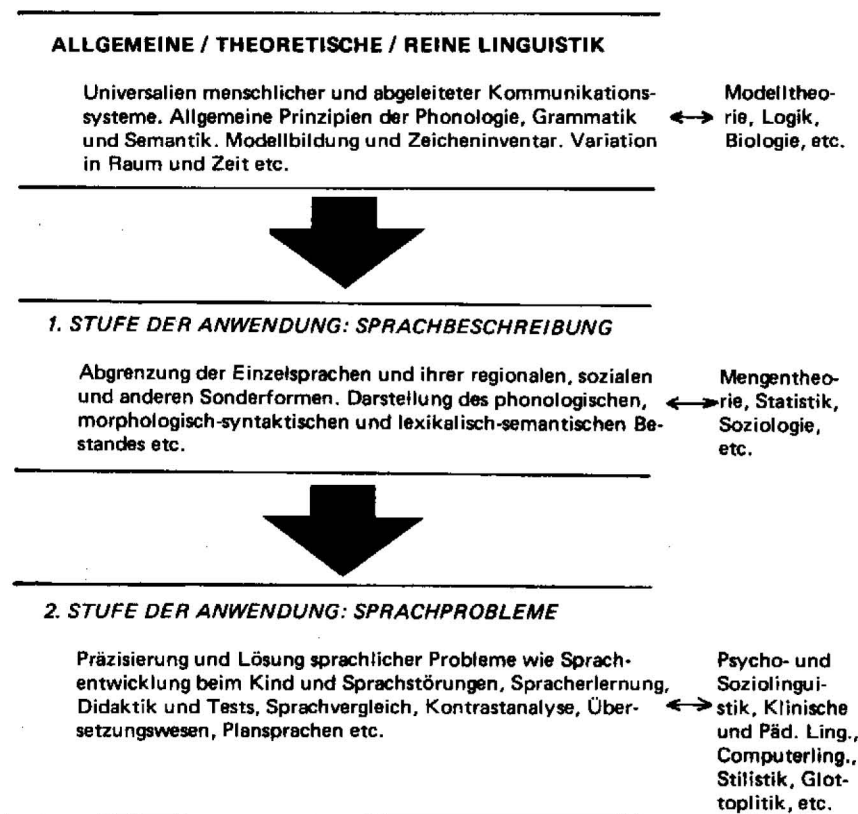 ALLGEMEINE / THEORETISCHE / REINE LINGUISTIK
Universalien menschlicher und abgeleiteter Kommunikations-
systeme. Allgemeine Prinzipien der Phonologie, Grammatik
und Semantik. Modellbildung und Zeicheninventar. Variation
in Raum und Zeit etc.
Modelltheo-
rie, Logik,
Biologie, etc.
1. STUFE DER ANWENDUNG: SPRACHBESCHREIBUNG
Abgrenzung der Einzelsprachen und ihrer regionalen, sozialen
und anderen Sonderformen. Darstellung des phonologischen,
morphologisch-syntaktischen und lexikalisch-semantischen Be-
standes etc.
Mengentheo-
rie, Statistik,
Soziologie,
etc.
2. STUFE DER ANWENDUNG: SPRACHPROBLEME
Präzisierung und Lösung sprachlicher Probleme wie Sprach-
entwicklung beim Kind und Sprachstörungen, Spracherlernung,
Didaktik und Tests, Sprachvergleich, Kontrastanalyse, Über-
setzungswesen, Plansprachen etc.
Psycho- und
Soziolingui-
stik, Klinische
und Päd. Ling.,
Computerling.,
Stilistik, Glot-
toplitik, etc.